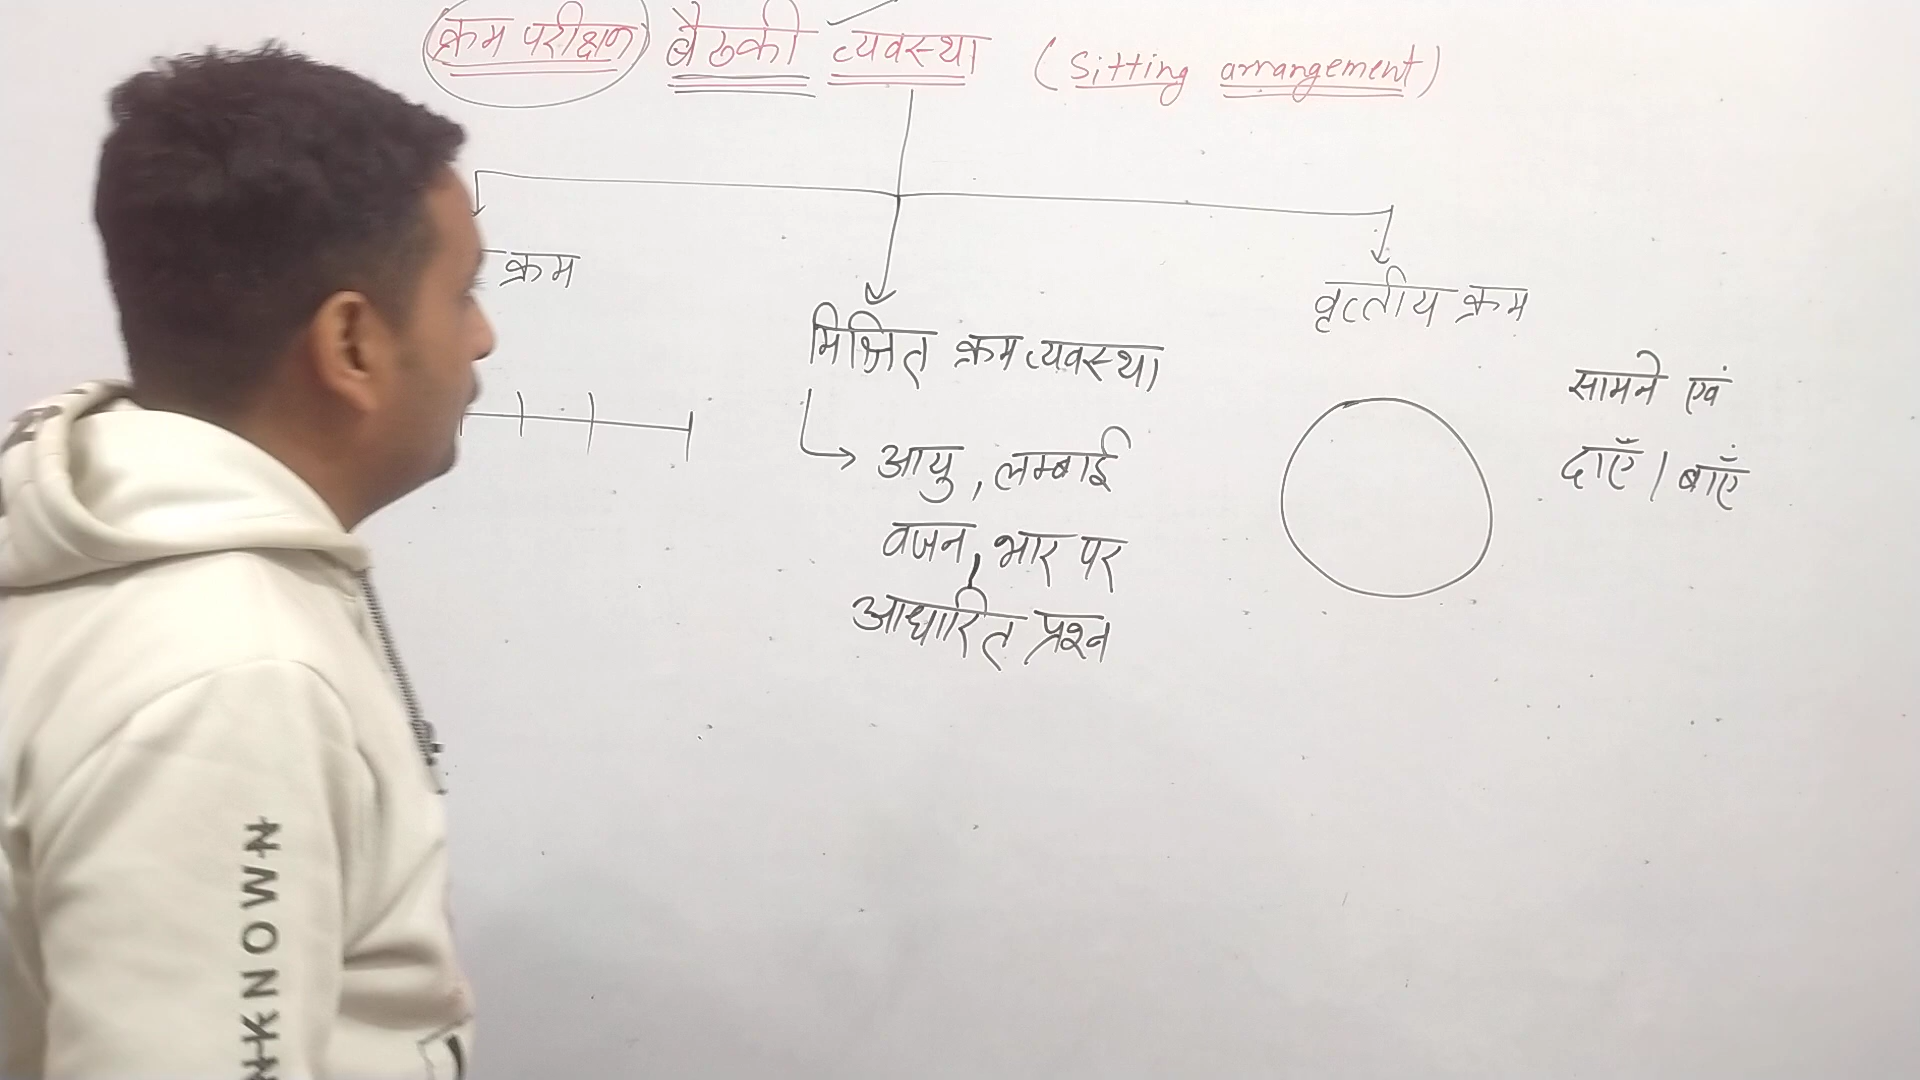 क्रम परीक्षण बैठकी व्यवस्था (Sitting arrangement)
क्रम
मिश्रित क्रम व्यवस्था
वृत्तीय क्रम
आयु, लम्बाई
वजन, भार पर
आधारित प्रश्न
सामने एवं
दाएँ / बाएँ
NKNOWN